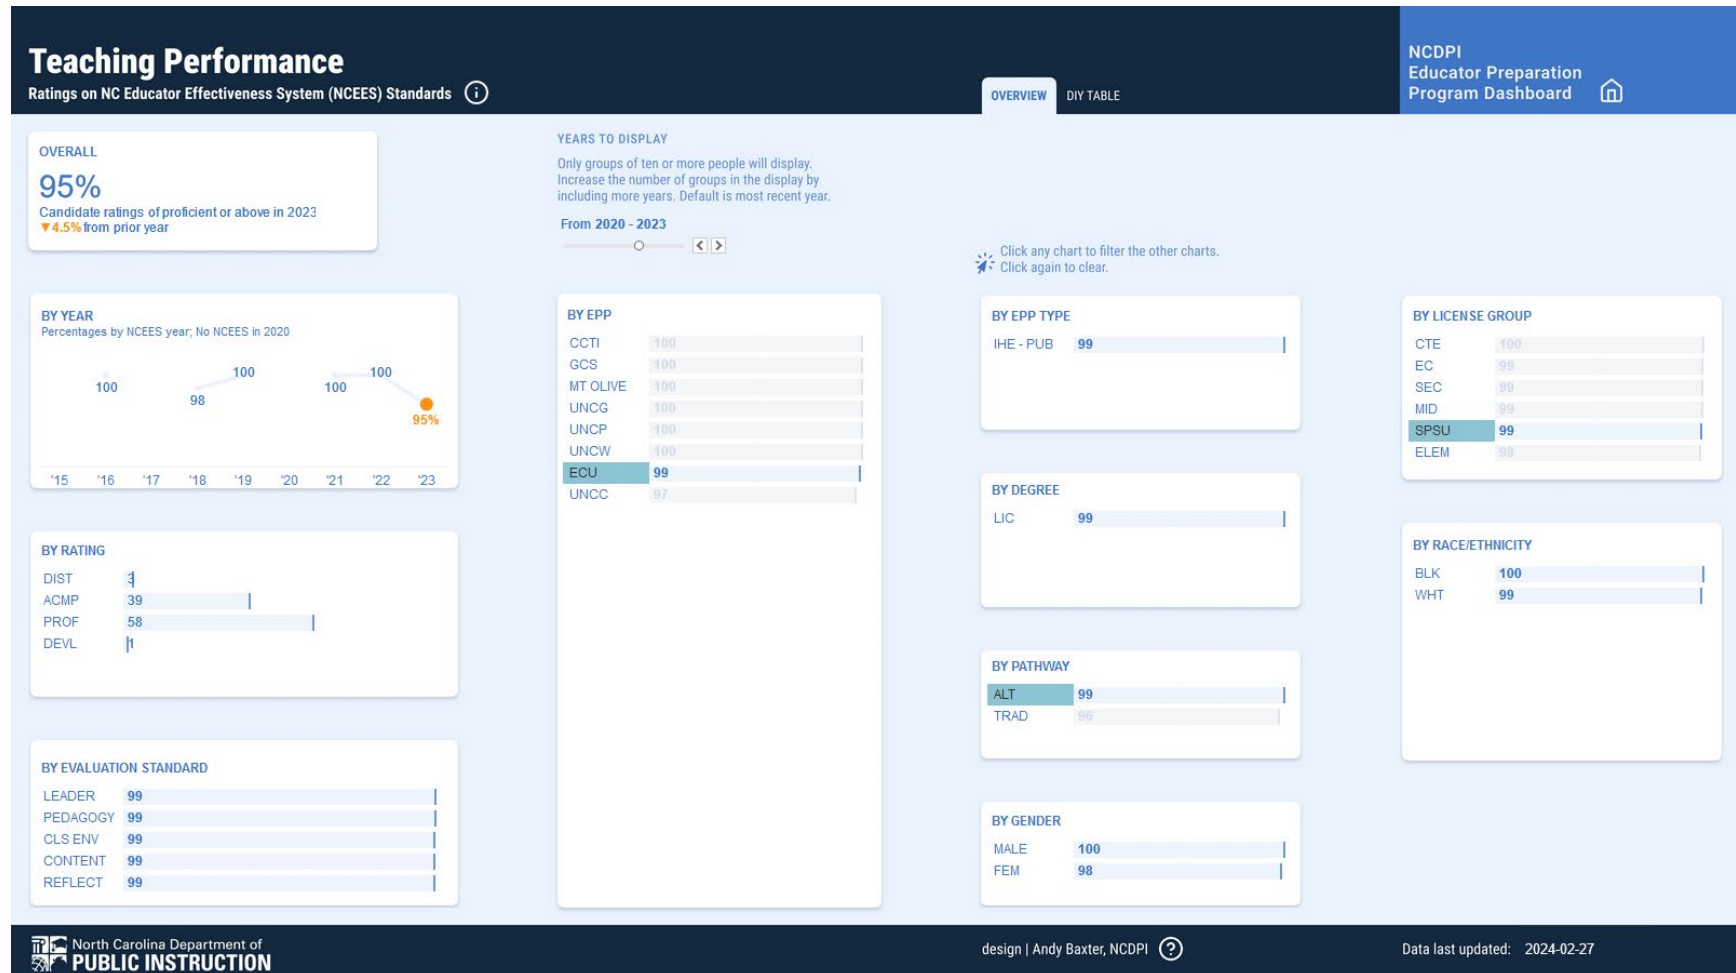 Teaching Performance
Ratings on NC Educator Effectiveness System (NCEES) Standards
OVERVIEW
DIY TABLE
NCDPI
Educator Preparation
Program Dashboard
OVERALL
95%
Candidate ratings of proficient or above in 2023
▼4.5% from prior year
YEARS TO DISPLAY
Only groups of ten or more people will display.
Increase the number of groups in the display by
including more years. Default is most recent year.
From 2020 - 2023
Click any chart to filter the other charts.
Click again to clear.
BY YEAR
Percentages by NCEES year; No NCEES in 2020
100
98
100
100
100
95%
'15 '16 '17 '18 '19 '20 '21 '22 '23
BY RATING
DIST 3
ACMP 39
PROF 58
DEVL 1
BY EVALUATION STANDARD
LEADER 99
PEDAGOGY 99
CLS ENV 99
CONTENT 99
REFLECT 99
BY EPP
CCTI 100
GCS 100
MT OLIVE 100
UNCG 100
UNCP 100
UNCW 100
ECU 99
UNCC 97
BY EPP TYPE
IHE - PUB 99
BY DEGREE
LIC 99
BY PATHWAY
ALT 99
TRAD 96
BY GENDER
MALE 100
FEM 98
BY LICENSE GROUP
CTE 100
EC 99
SEC 99
MID 99
SPSU 99
ELEM 98
BY RACE/ETHNICITY
BLK 100
WHT 99
North Carolina Department of
PUBLIC INSTRUCTION
design | Andy Baxter, NCDPI
Data last updated: 2024-02-27